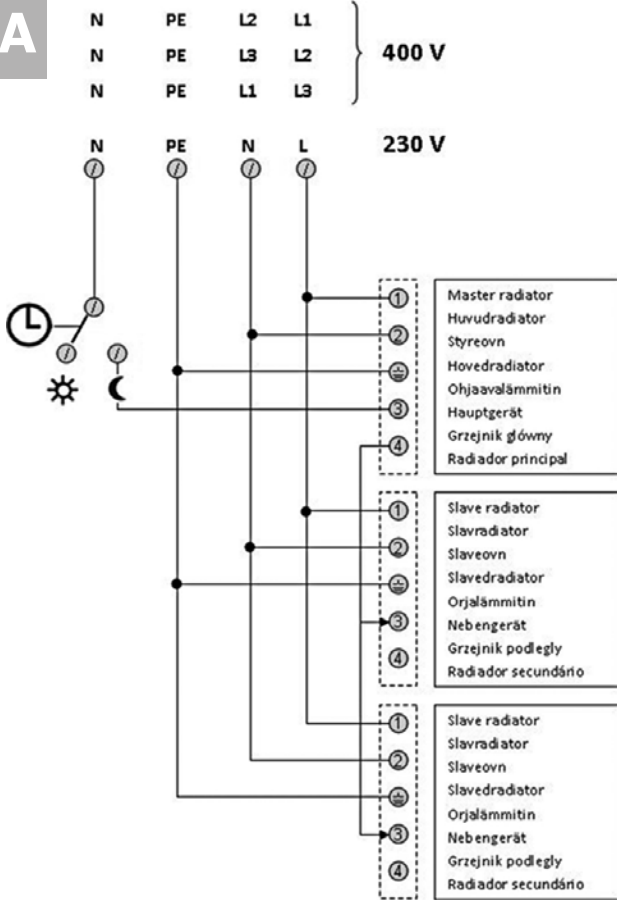 A
N PE L2 L1
N PE L3 L2
N PE L1 L3
400 V
N PE N L
230 V
1
2
3
4
Master radiator
Huvudradiator
Styreovn
Hovedradiator
Ohjaavalämmitin
Hauptgerät
Grzejnik główny
Radiador principal
1
2
3
4
Slave radiator
Slavradiator
Slaveovn
Slavedradiator
Orjalämmitin
Nebengerät
Grzejnik podlegly
Radiador secundário
1
2
3
4
Slave radiator
Slavradiator
Slaveovn
Slavedradiator
Orjalämmitin
Nebengerät
Grzejnik podlegly
Radiador secundário